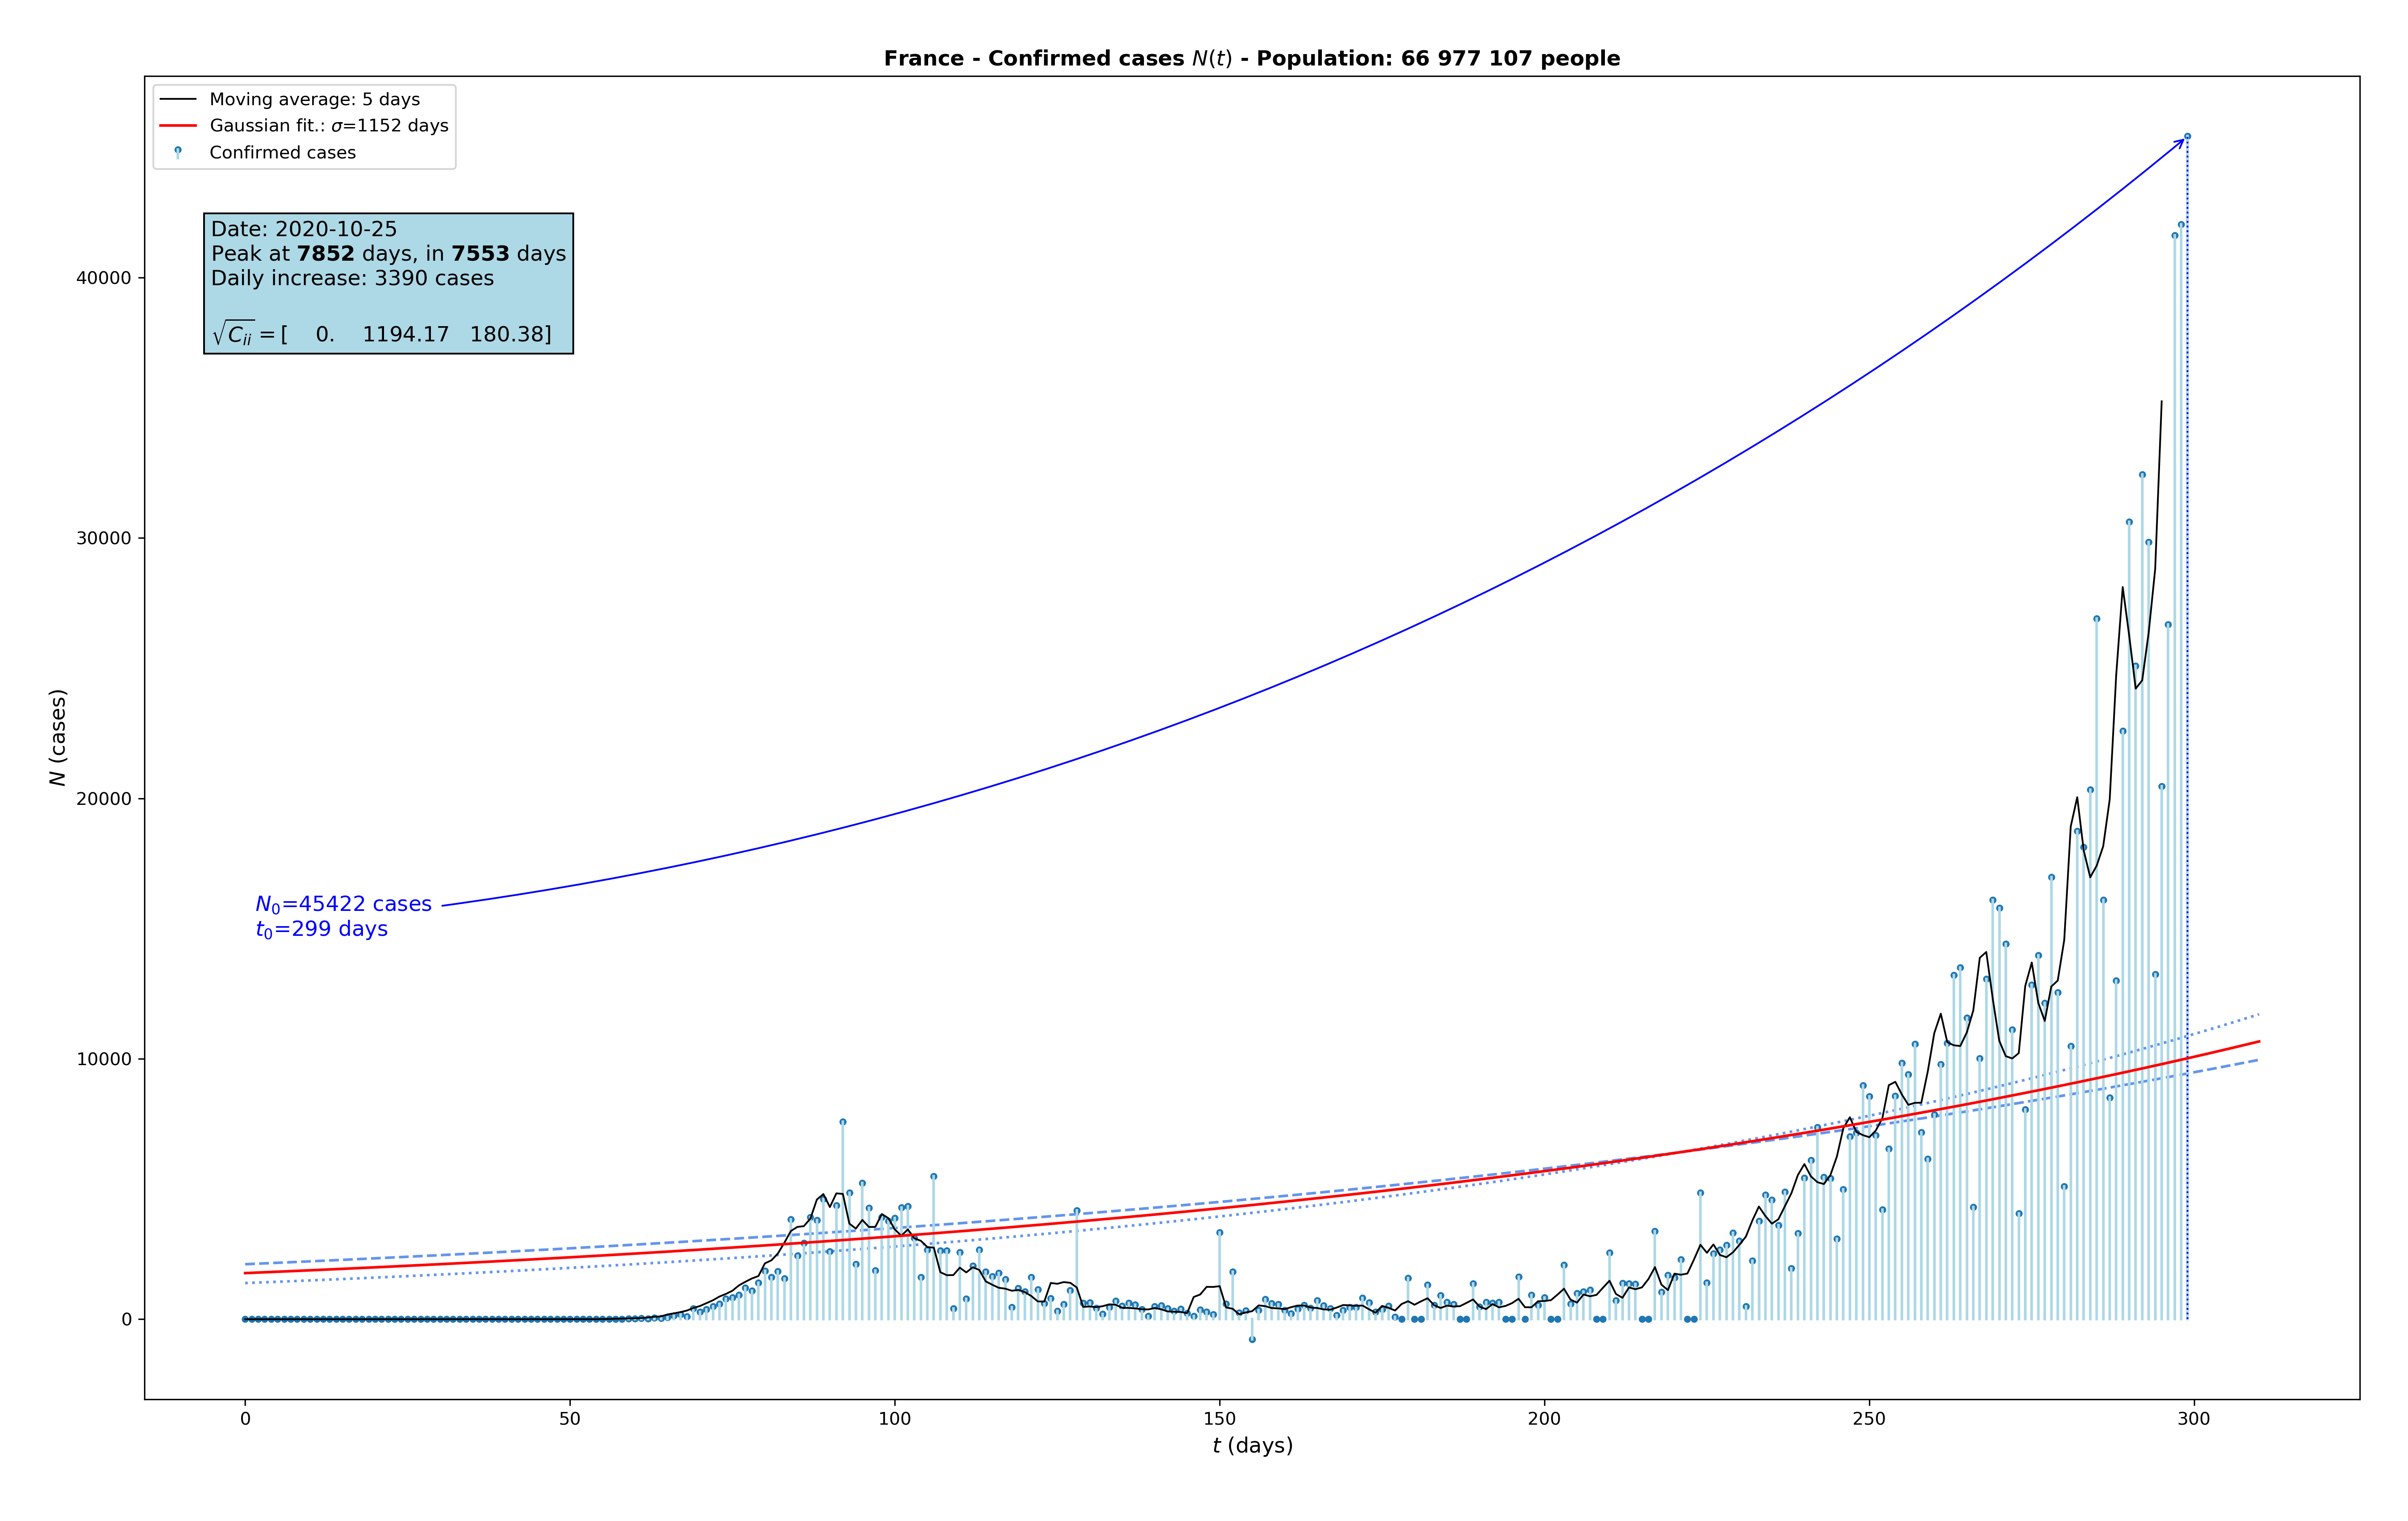 France - Confirmed cases N(t) - Population: 66 977 107 people
Moving average: 5 days
Gaussian fit.: σ=1152 days
Confirmed cases
Date: 2020-10-25
Peak at 7852 days, in 7553 days
Daily increase: 3390 cases
√C_ii = [ 0. 1194.17 180.38]
40000
30000
20000
10000
0
N (cases)
N₀=45422 cases
t₀=299 days
0 50 100 150 200 250 300
t (days)